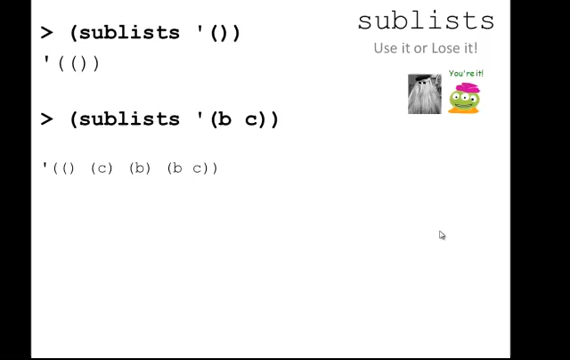 sublists
Use it or Lose it!
You're it!
> (sublists '())
'(())
> (sublists '(b c))
'(() (c) (b) (b c))